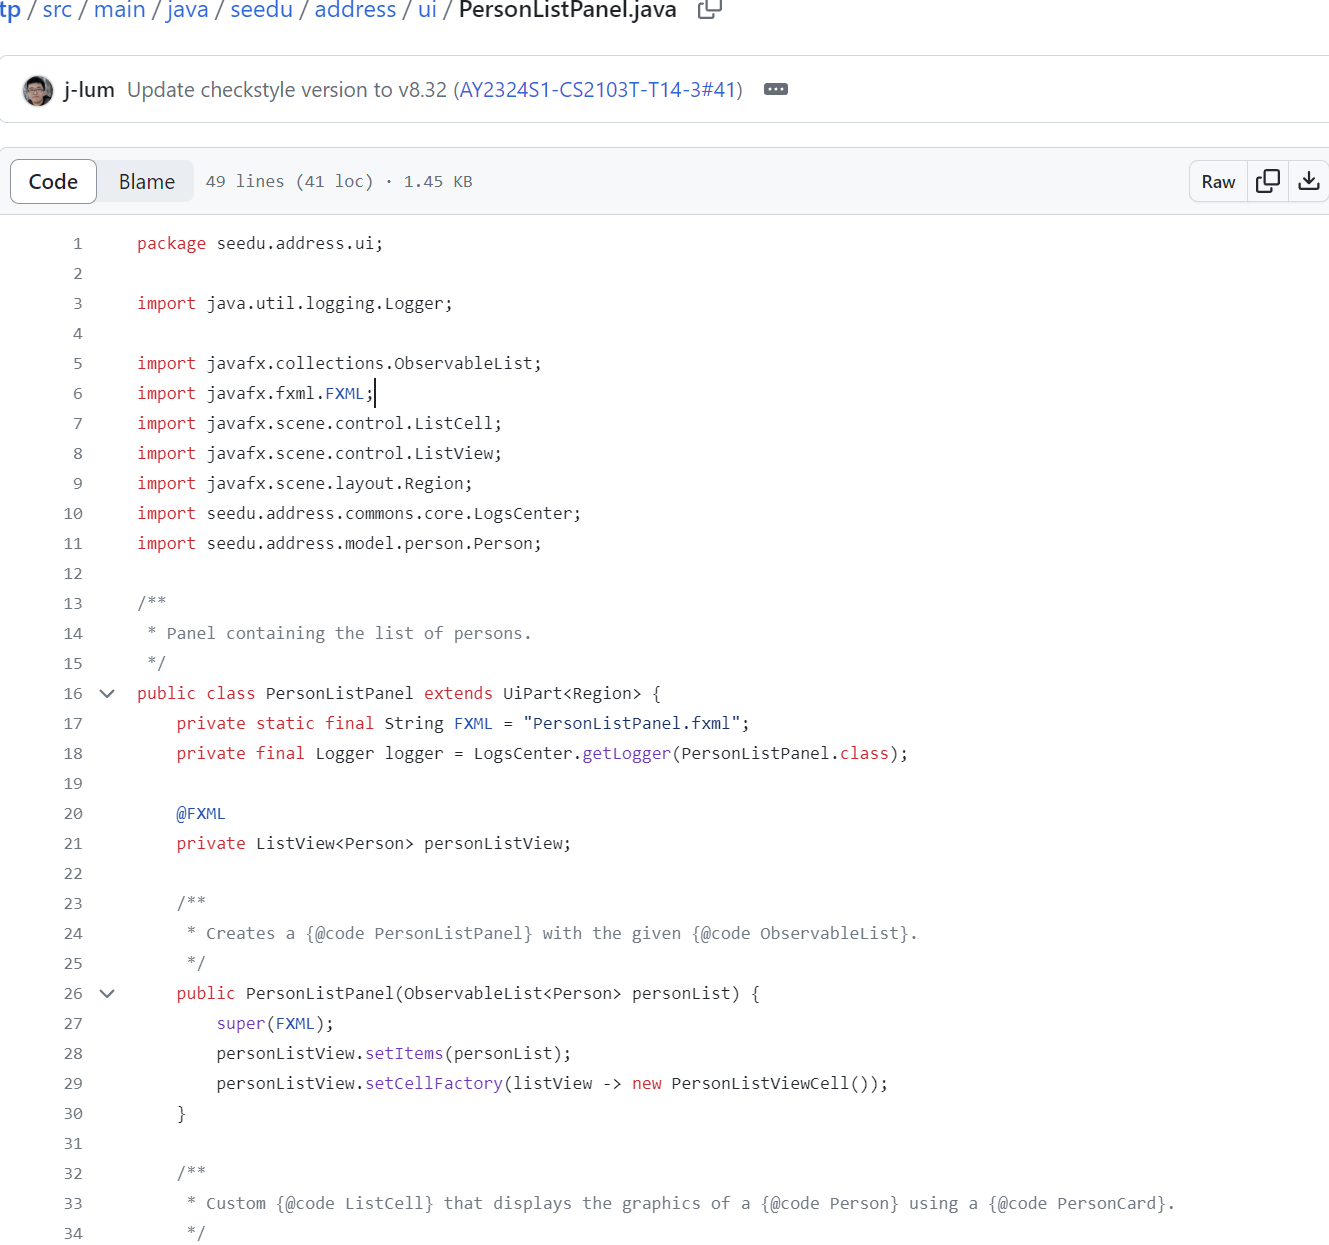 tp / src / main / java / seedu / address / ui / PersonListPanel.java
j-lum Update checkstyle version to v8.32 (AY2324S1-CS2103T-T14-3#41)
Code Blame 49 lines (41 loc) · 1.45 KB Raw
1 package seedu.address.ui;
2
3 import java.util.logging.Logger;
4
5 import javafx.collections.ObservableList;
6 import javafx.fxml.FXML;
7 import javafx.scene.control.ListCell;
8 import javafx.scene.control.ListView;
9 import javafx.scene.layout.Region;
10 import seedu.address.commons.core.LogsCenter;
11 import seedu.address.model.person.Person;
12
13 /**
14  * Panel containing the list of persons.
15  */
16 public class PersonListPanel extends UiPart<Region> {
17     private static final String FXML = "PersonListPanel.fxml";
18     private final Logger logger = LogsCenter.getLogger(PersonListPanel.class);
19
20     @FXML
21     private ListView<Person> personListView;
22
23     /**
24      * Creates a {@code PersonListPanel} with the given {@code ObservableList}.
25      */
26     public PersonListPanel(ObservableList<Person> personList) {
27         super(FXML);
28         personListView.setItems(personList);
29         personListView.setCellFactory(listView -> new PersonListViewCell());
30     }
31
32     /**
33      * Custom {@code ListCell} that displays the graphics of a {@code Person} using a {@code PersonCard}.
34      */